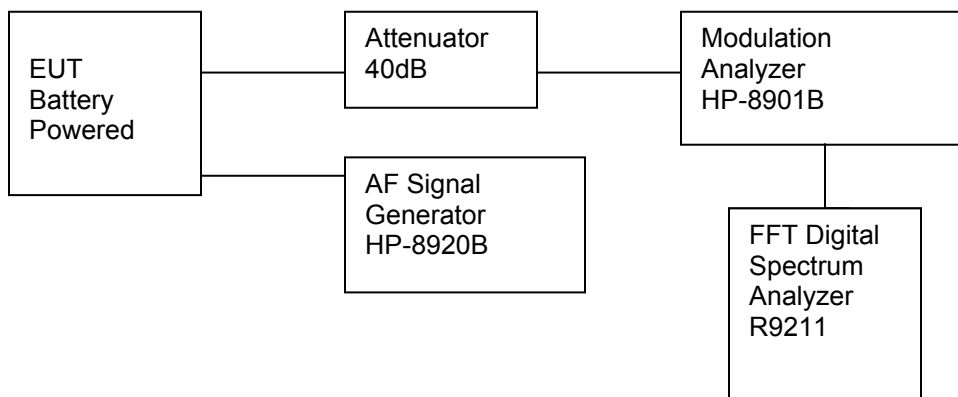 EUT
Battery
Powered
Attenuator
40dB
Modulation
Analyzer
HP-8901B
AF Signal
Generator
HP-8920B
FFT Digital
Spectrum
Analyzer
R9211